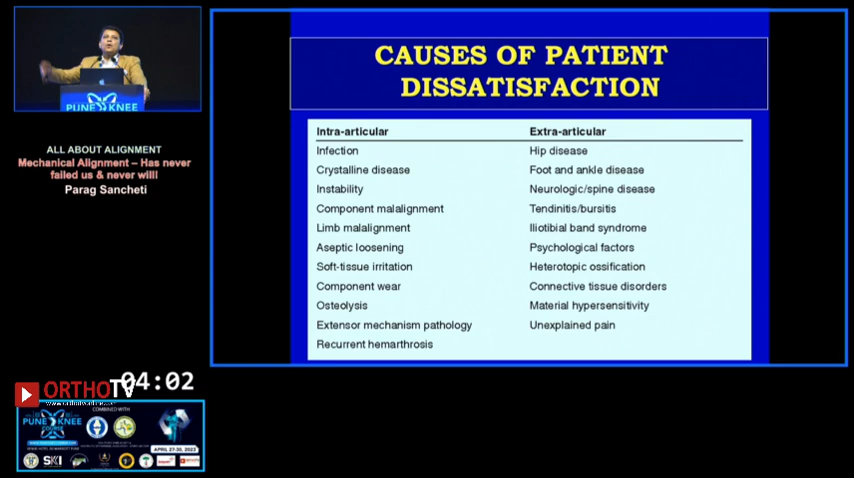 CAUSES OF PATIENT
DISSATISFACTION
Intra-articular Extra-articular
Infection Hip disease
Crystalline disease Foot and ankle disease
Instability Neurologic/spine disease
Component malalignment Tendinitis/bursitis
Limb malalignment Iliotibial band syndrome
Aseptic loosening Psychological factors
Soft-tissue irritation Heterotopic ossification
Component wear Connective tissue disorders
Osteolysis Material hypersensitivity
Extensor mechanism pathology Unexplained pain
Recurrent hemarthrosis
PUNE KNEE
ALL ABOUT ALIGNMENT
Mechanical Alignment – Has never
failed us & never will!
Parag Sancheti
04:02
ORTHOTV
COMBINED WITH
PUNE KNEE
COURSE
APRIL 27-30, 2023
SKI